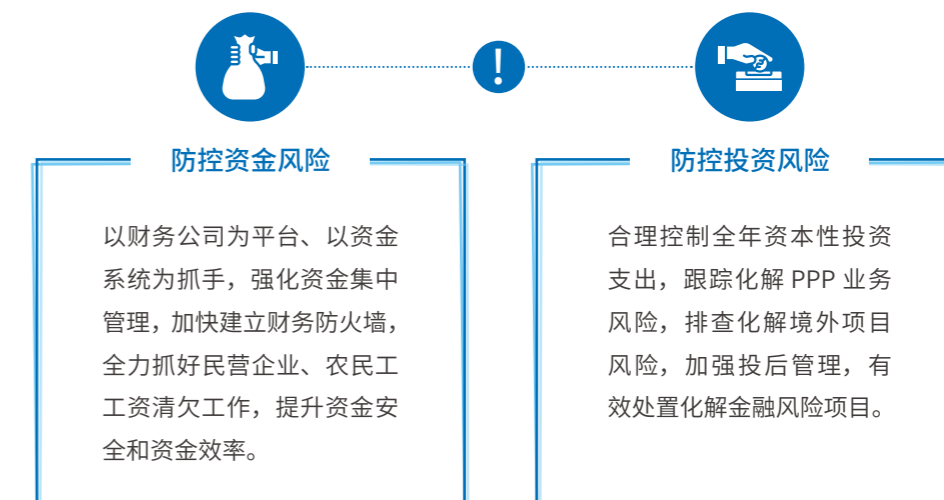 防控资金风险
以财务公司为平台、以资金
系统为抓手，强化资金集中
管理，加快建立财务防火墙，
全力抓好民营企业、农民工
工资清欠工作，提升资金安
全和资金效率。
防控投资风险
合理控制全年资本性投资
支出，跟踪化解 PPP 业务
风险，排查化解境外项目
风险，加强投后管理，有
效处置化解金融风险项目。